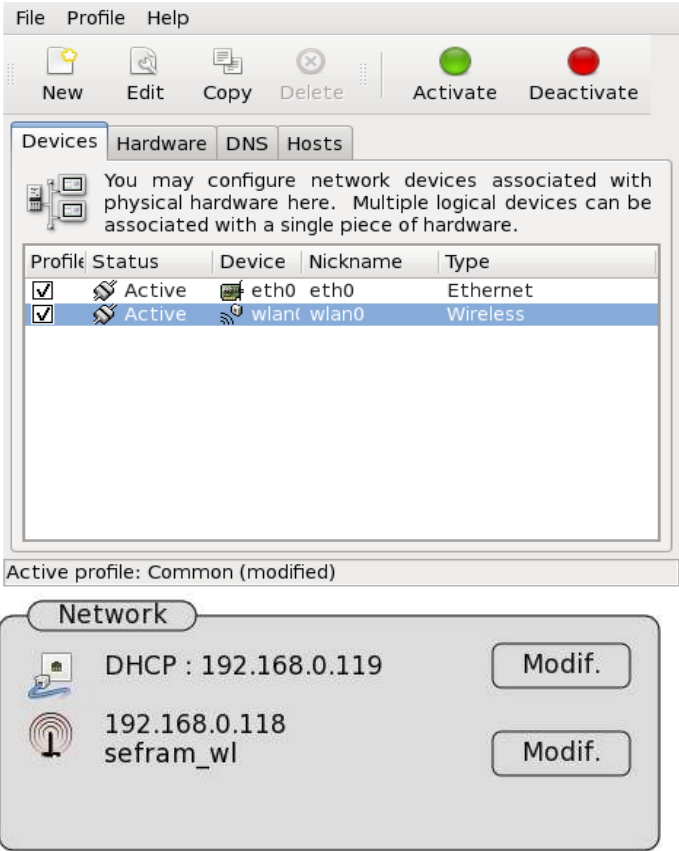 File Profile Help
New Edit Copy Delete Activate Deactivate
Devices Hardware DNS Hosts
You may configure network devices associated with
physical hardware here. Multiple logical devices can be
associated with a single piece of hardware.
Profile Status Device Nickname Type
Active eth0 eth0 Ethernet
Active wlan( wlan0 Wireless
Active profile: Common (modified)
Network
DHCP : 192.168.0.119 Modif.
192.168.0.118
sefram_wl Modif.